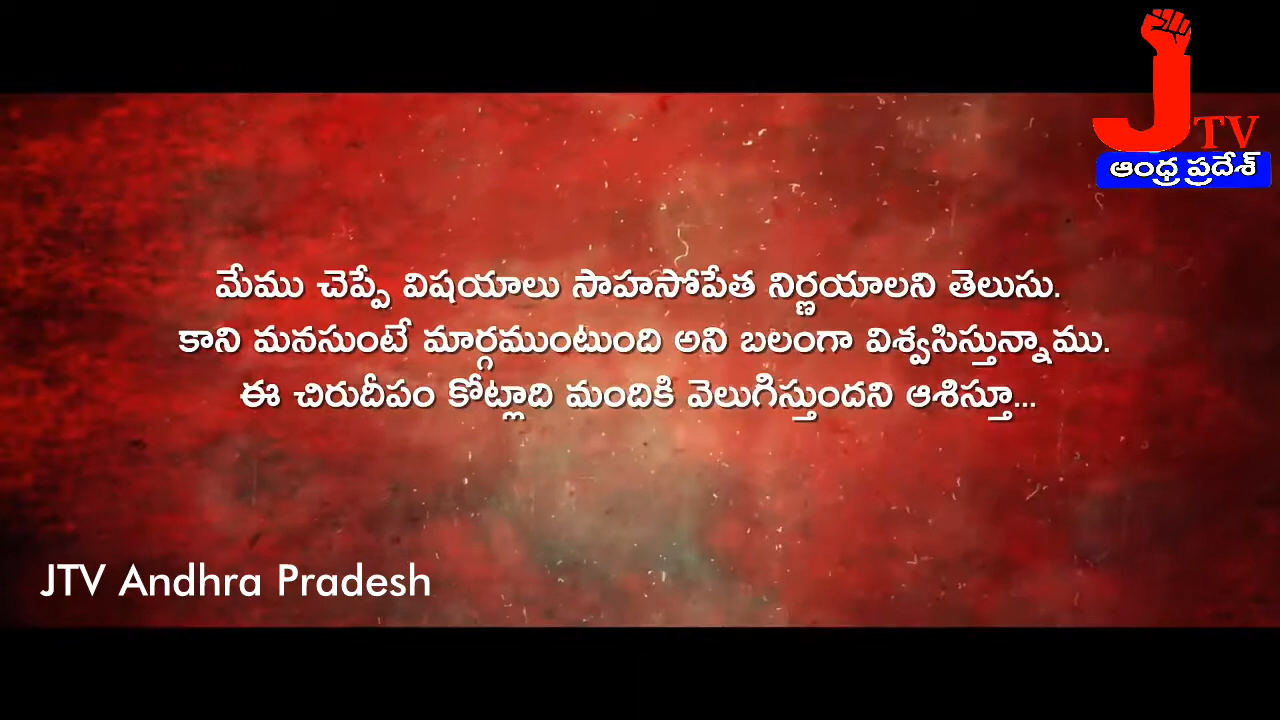 J TV
ఆంధ్ర ప్రదేశ్
మేము చెప్పే విషయాలు సాహసోపేత నిర్ణయాలని తెలుసు.
కాని మనసుంటే మార్గముంటుంది అని బలంగా విశ్వసిస్తున్నాము.
ఈ చిరుదీపం కోట్లాది మందికి వెలుగిస్తుందని ఆశిస్తూ...
JTV Andhra Pradesh